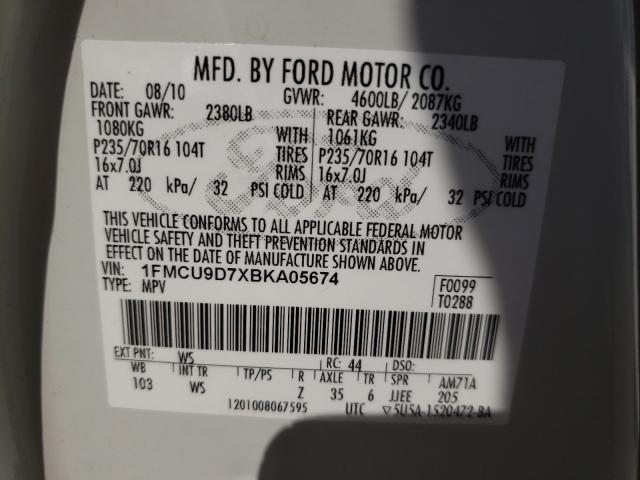 MFD. BY FORD MOTOR CO.
DATE: 08/10 GVWR: 4600LB/ 2087KG
FRONT GAWR: 2380LB REAR GAWR: 2340LB
1080KG WITH 1061KG WITH
P235/70R16 104T TIRES P235/70R16 104T TIRES
16x7.0J RIMS 16x7.0J RIMS
AT 220 kPa/ 32 PSI COLD AT 220 kPa/ 32 PSI COLD
THIS VEHICLE CONFORMS TO ALL APPLICABLE FEDERAL MOTOR
VEHICLE SAFETY AND THEFT PREVENTION STANDARDS IN
EFFECT ON THE DATE OF MANUFACTURE SHOWN ABOVE.
VIN: 1FMCU9D7XBKA05674 F0099
TYPE: MPV T0288
EXT PNT: WS RC: 44 DSO:
WB INT TR TP/PS R AXLE TR SPR AM71A
103 WS Z 35 6 JJEE 205
1201008067595 UTC 5U5A 1520472-BA